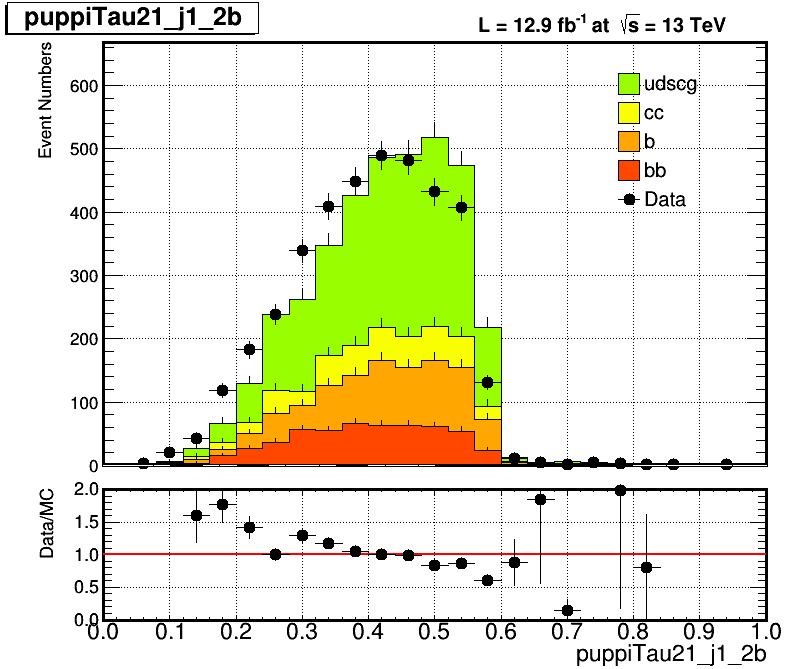 puppiTau21_j1_2b
L = 12.9 fb-1 at √s = 13 TeV
Event Numbers
600
500
400
300
200
100
0
udscg
cc
b
bb
Data
Data/MC
2.0
1.5
1.0
0.5
0.0
0.0 0.1 0.2 0.3 0.4 0.5 0.6 0.7 0.8 0.9 1.0
puppiTau21_j1_2b